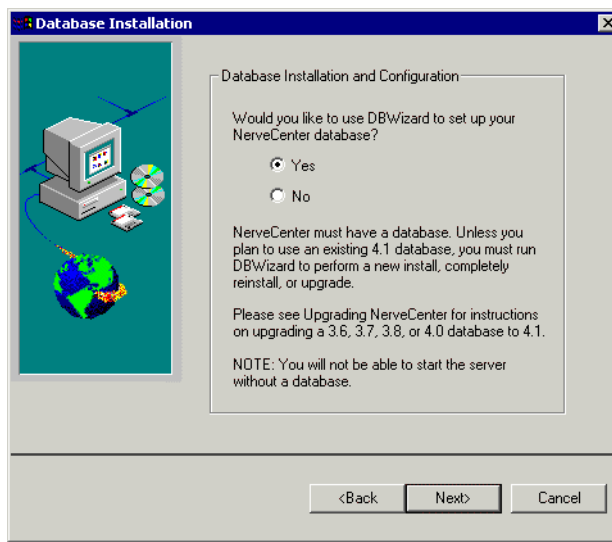 Database Installation
Database Installation and Configuration
Would you like to use DBWizard to set up your
NerveCenter database?
Yes
No
NerveCenter must have a database. Unless you
plan to use an existing 4.1 database, you must run
DBWizard to perform a new install, completely
reinstall, or upgrade.
Please see Upgrading NerveCenter for instructions
on upgrading a 3.6, 3.7, 3.8, or 4.0 database to 4.1.
NOTE: You will not be able to start the server
without a database.
<Back Next> Cancel